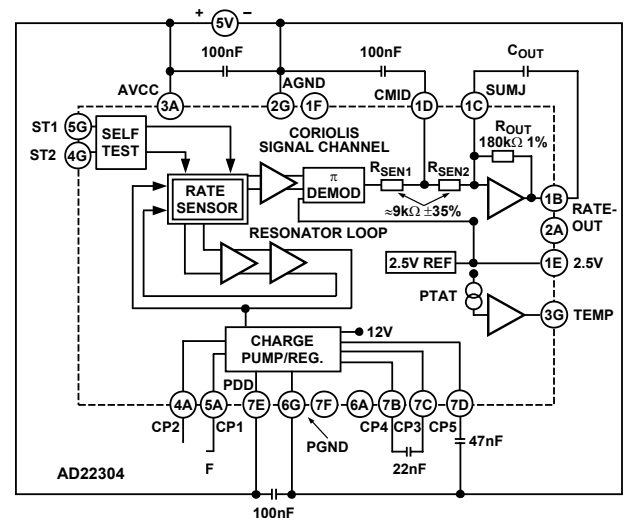 + 5V −
100nF
100nF
COUT
AVCC
AGND
CMID
SUMJ
3A
2G
1F
1D
1C
ST1 5G
ST2 4G
SELF
TEST
CORIOLIS
SIGNAL CHANNEL
ROUT
180kΩ 1%
RATE
SENSOR
π
DEMOD
RSEN1
RSEN2
≈9kΩ ±35%
1B
RATE-
OUT
2A
RESONATOR LOOP
2.5V REF
1E 2.5V
PTAT
3G TEMP
12V
CHARGE
PUMP/REG.
PDD
4A
5A
7E
6G
7F
6A
7B
7C
7D
CP2
CP1
PGND
CP4
CP3
CP5
47nF
F
22nF
AD22304
100nF